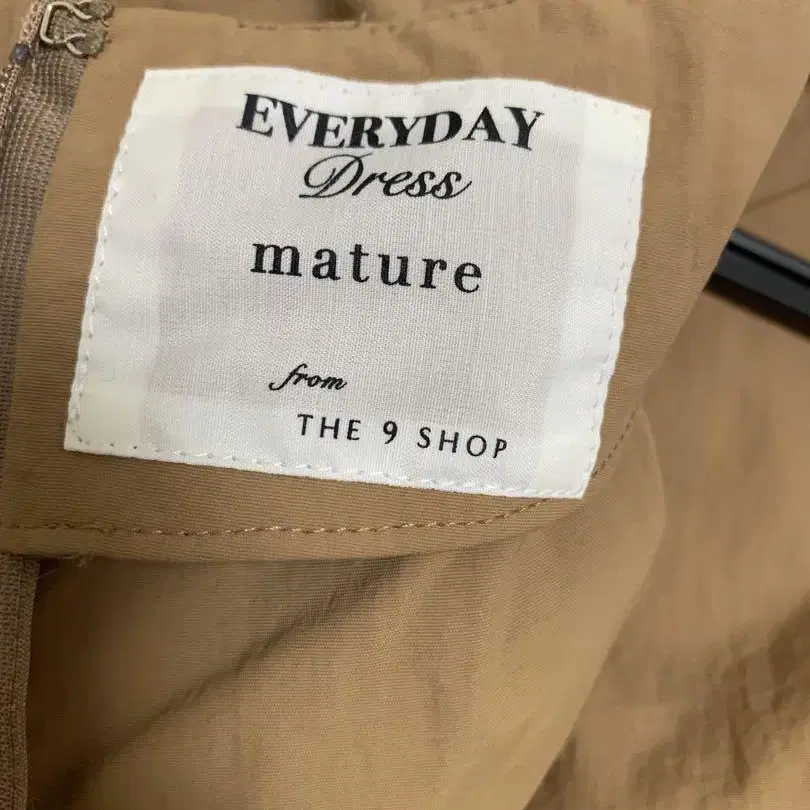 EVERYDAY
Dress
mature
from
THE 9 SHOP